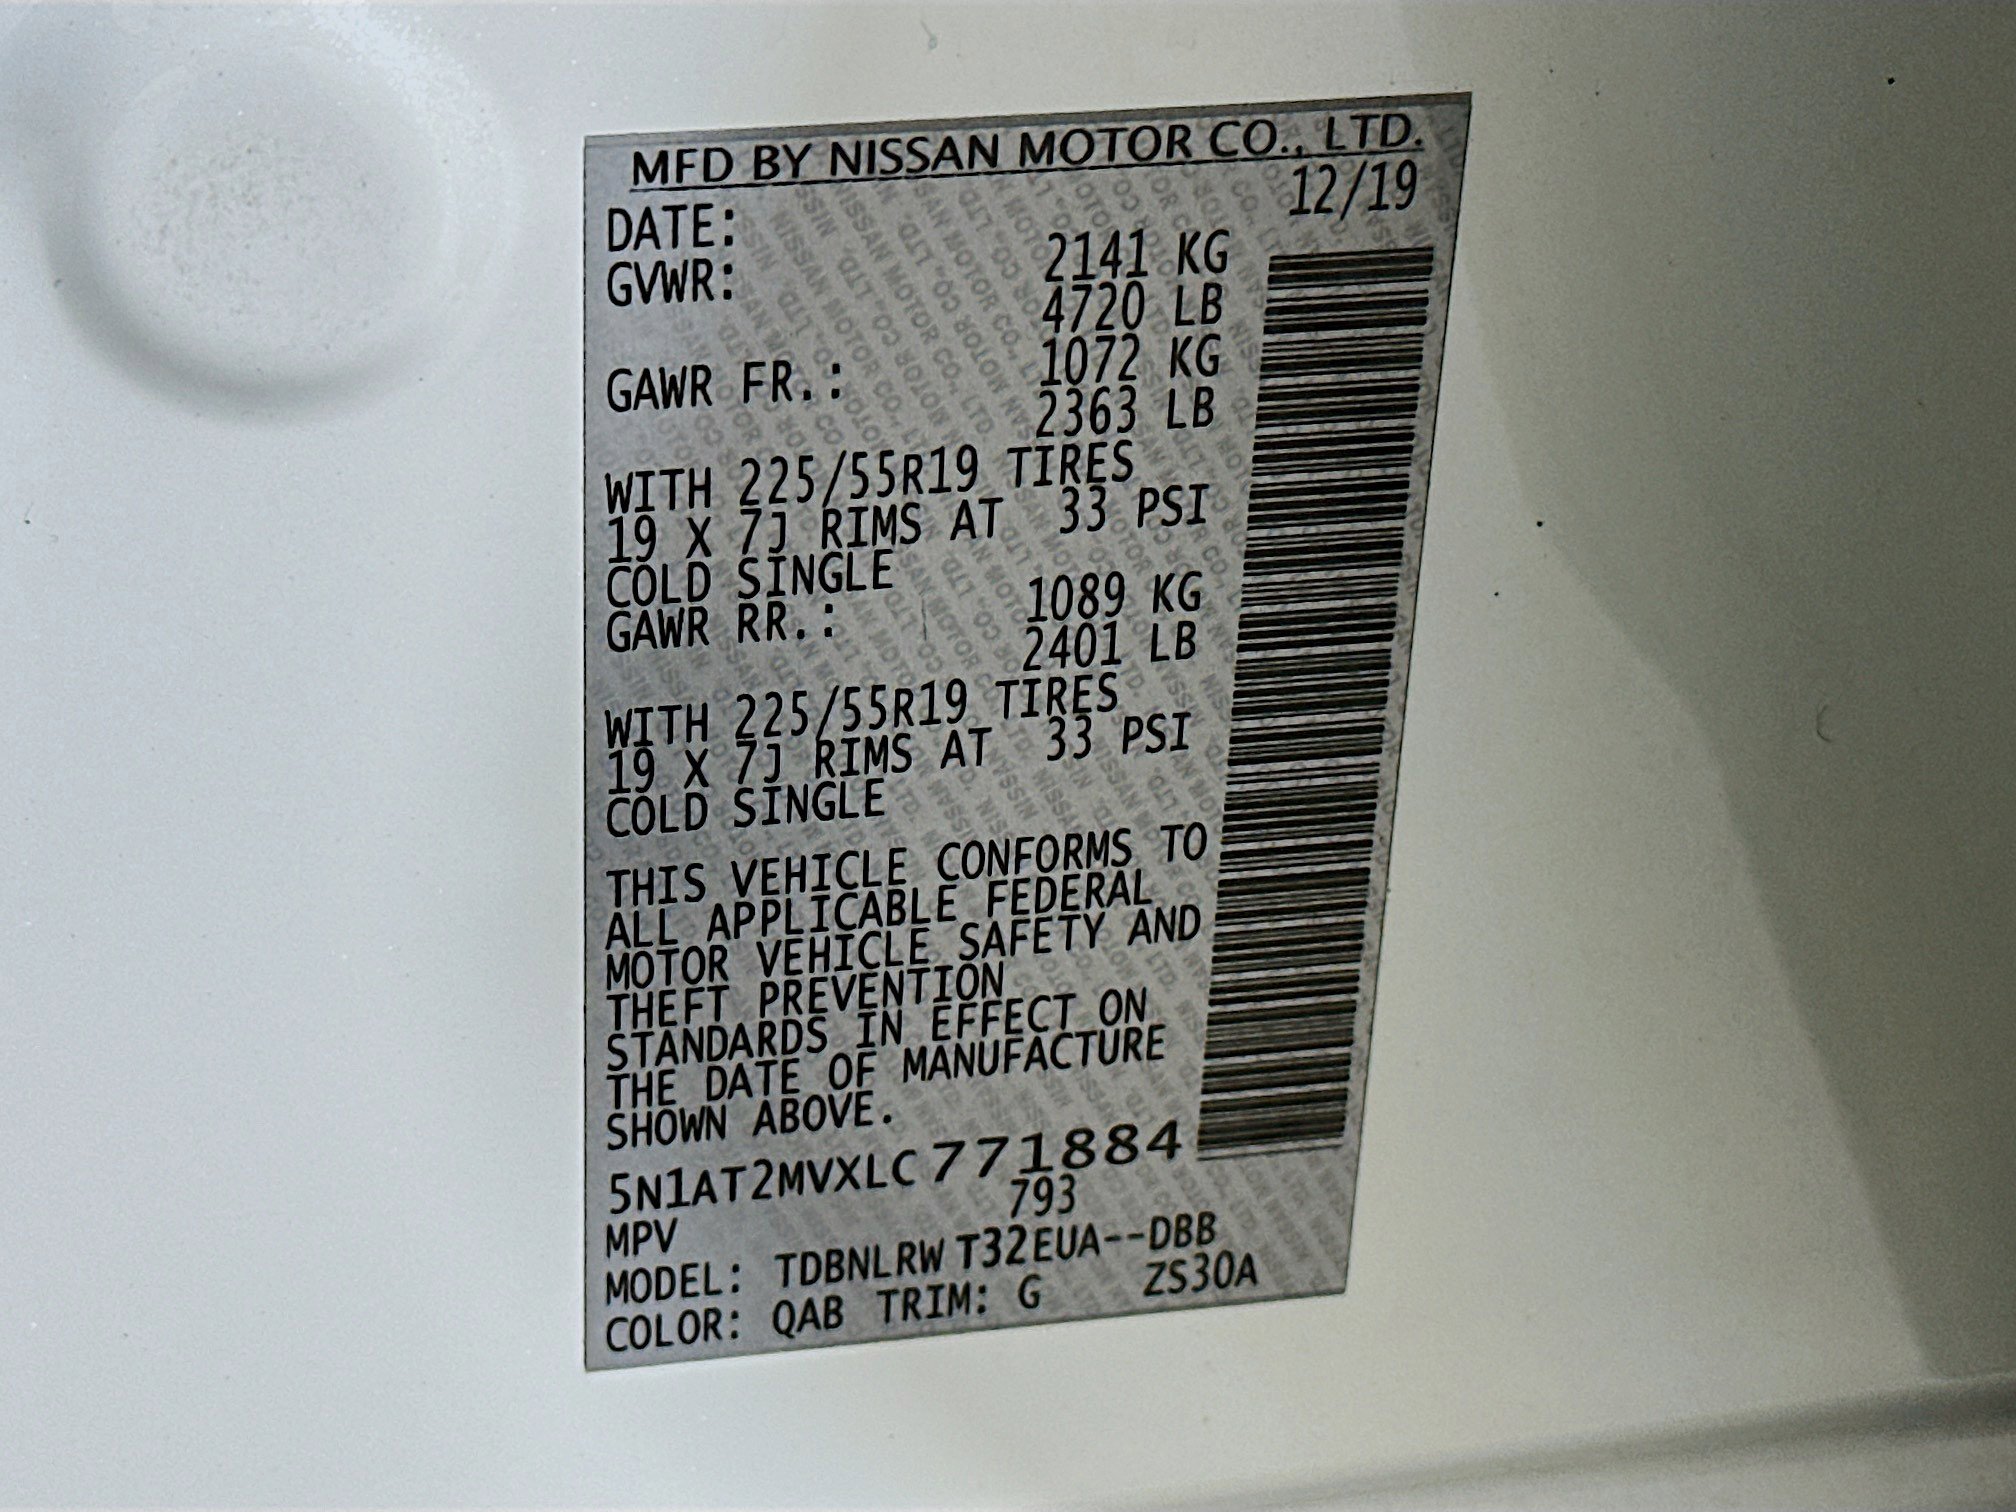 MFD BY NISSAN MOTOR CO., LTD.
DATE: 12/19
GVWR: 2141 KG
4720 LB
GAWR FR.: 1072 KG
2363 LB
WITH 225/55R19 TIRES
19 X 7J RIMS AT 33 PSI
COLD SINGLE
GAWR RR.: 1089 KG
2401 LB
WITH 225/55R19 TIRES
19 X 7J RIMS AT 33 PSI
COLD SINGLE
THIS VEHICLE CONFORMS TO
ALL APPLICABLE FEDERAL
MOTOR VEHICLE SAFETY AND
THEFT PREVENTION
STANDARDS IN EFFECT ON
THE DATE OF MANUFACTURE
SHOWN ABOVE.
5N1AT2MVXLC771884
MPV 793
MODEL: TDBNLRW T32EUA--DBB
COLOR: QAB TRIM: G ZS30A